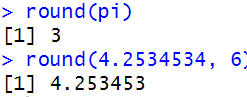 > round(pi)
[1] 3
> round(4.2534534, 6)
[1] 4.253453